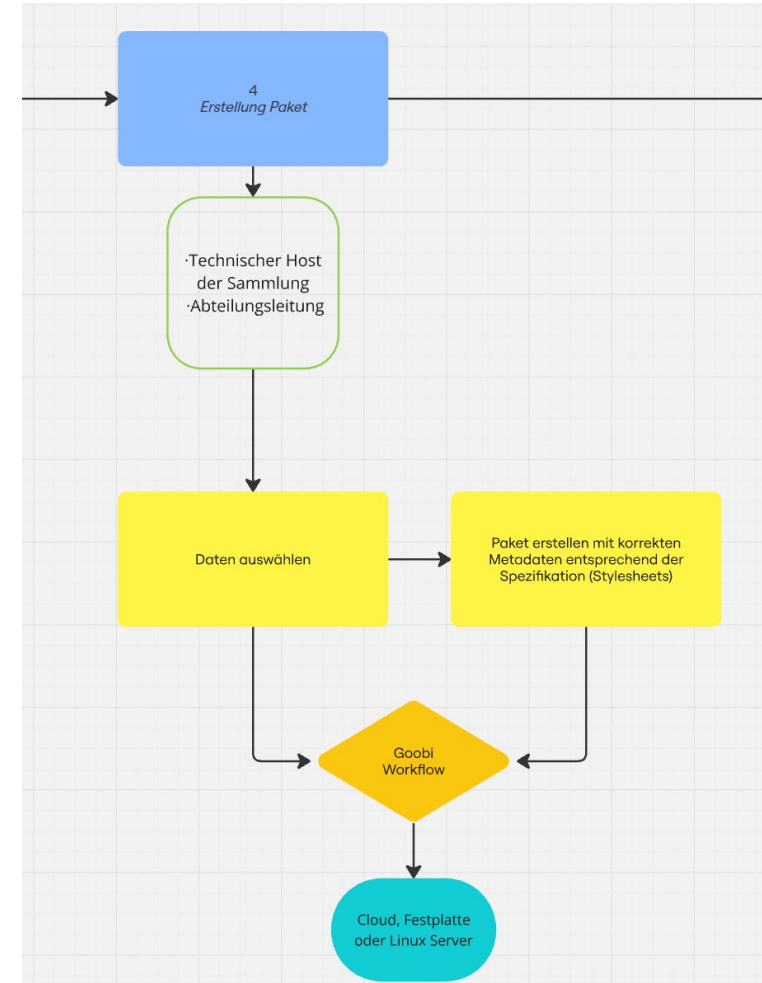 4
Erstellung Paket
·Technischer Host
der Sammlung
·Abteilungsleitung
Daten auswählen
Paket erstellen mit korrekten
Metadaten entsprechend der
Spezifikation (Stylesheets)
Goobi
Workflow
Cloud, Festplatte
oder Linux Server